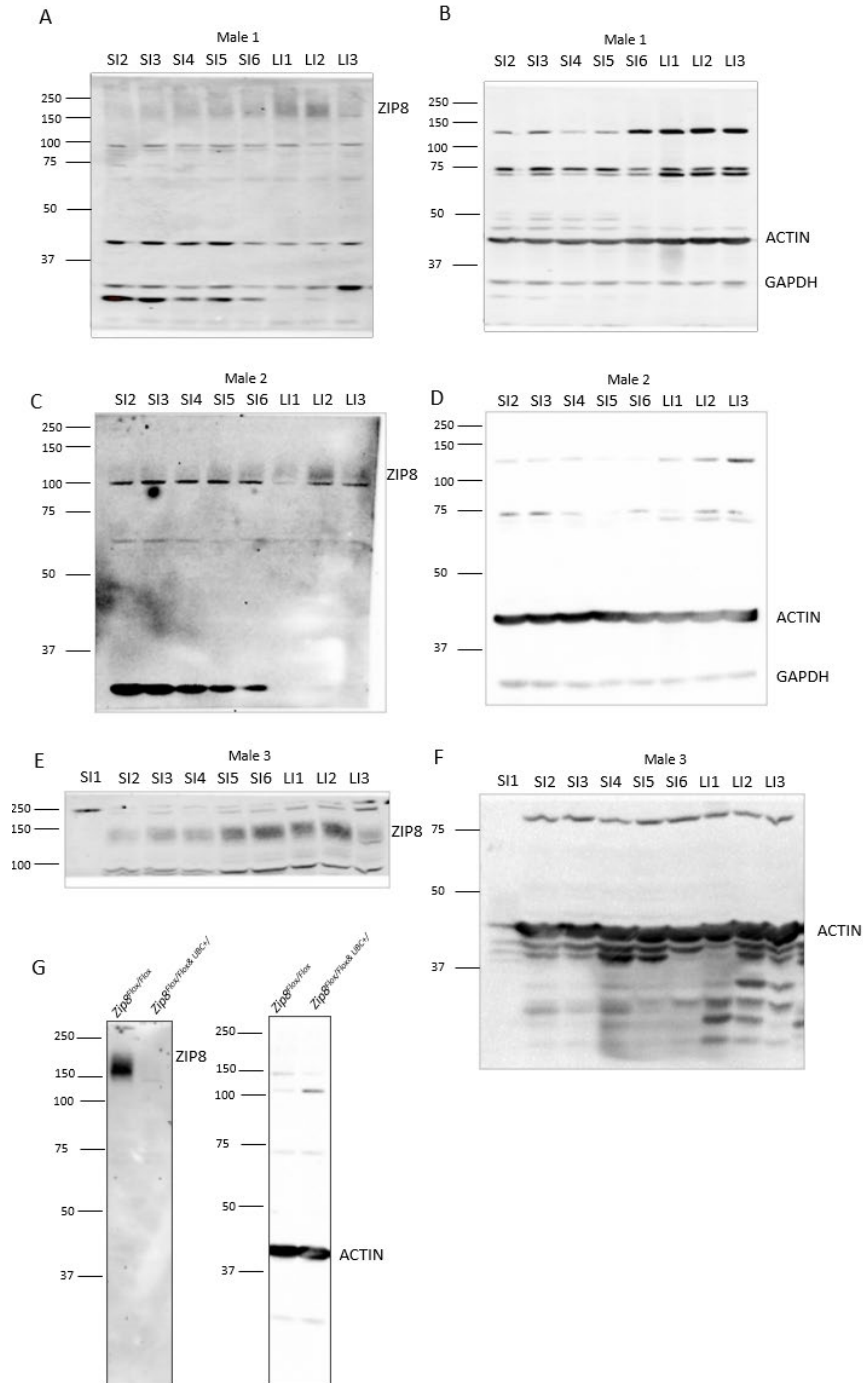 A
Male 1
SI2 SI3 SI4 SI5 SI6 LI1 LI2 LI3
250
150
100
75
50
37
ZIP8
B
Male 1
SI2 SI3 SI4 SI5 SI6 LI1 LI2 LI3
250
150
100
75
50
37
ACTIN
GAPDH
C
Male 2
SI2 SI3 SI4 SI5 SI6 LI1 LI2 LI3
250
150
100
75
50
37
ZIP8
D
Male 2
SI2 SI3 SI4 SI5 SI6 LI1 LI2 LI3
250
150
100
75
50
37
ACTIN
GAPDH
E
Male 3
SI1 SI2 SI3 SI4 SI5 SI6 LI1 LI2 LI3
250
150
100
ZIP8
F
Male 3
SI1 SI2 SI3 SI4 SI5 SI6 LI1 LI2 LI3
75
50
37
ACTIN
G
Zip8Flox/Flox
Zip8Flox/Flox& UBC+/
250
150
100
75
50
37
ZIP8
Zip8Flox/Flox
Zip8Flox/Flox& UBC+/
250
150
100
75
50
37
ACTIN